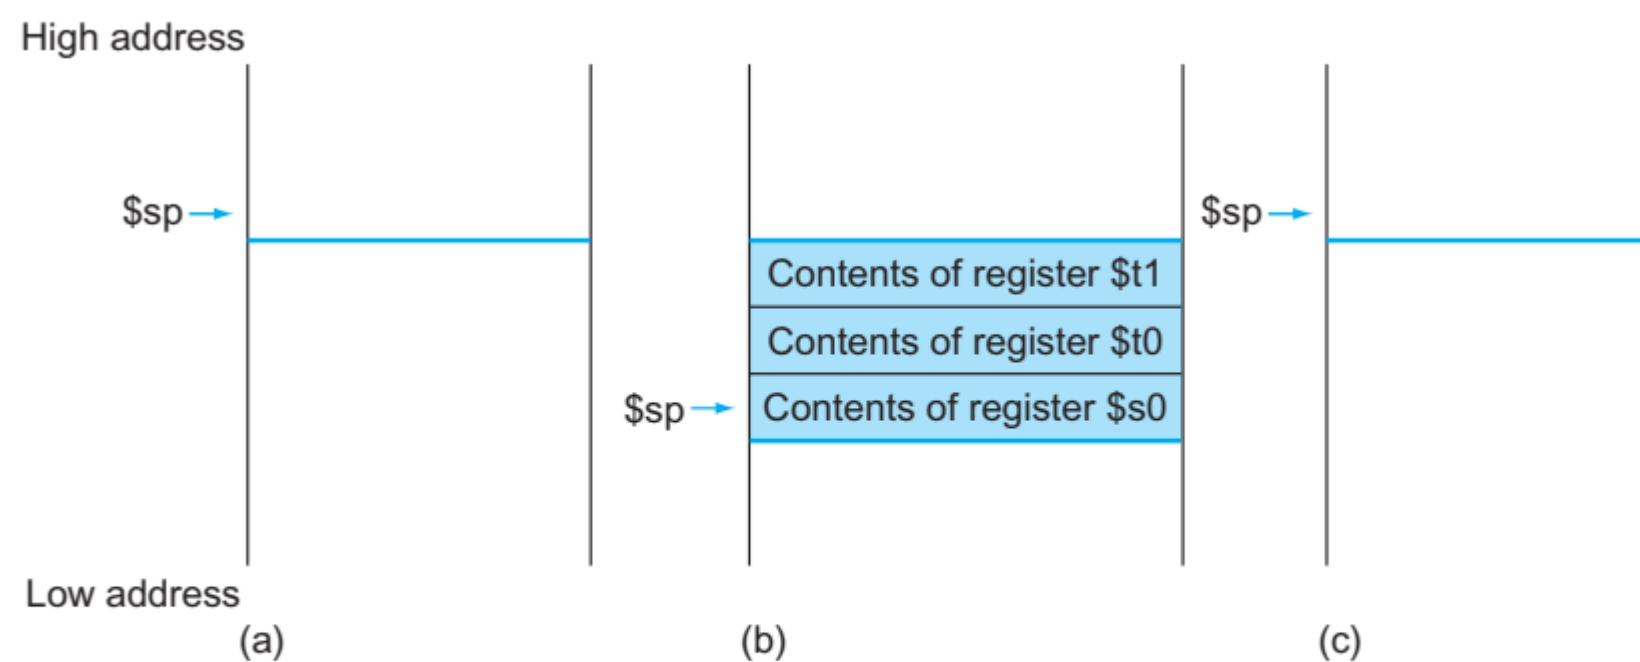 High address
$sp
$sp
Contents of register $t1
Contents of register $t0
$sp
Contents of register $s0
Low address
(a)
(b)
(c)